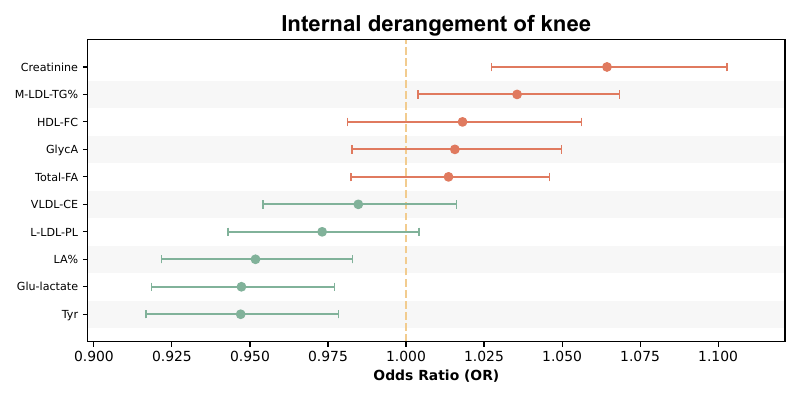 Internal derangement of knee
Creatinine
M-LDL-TG%
HDL-FC
GlycA
Total-FA
VLDL-CE
L-LDL-PL
LA%
Glu-lactate
Tyr
0.900 0.925 0.950 0.975 1.000 1.025 1.050 1.075 1.100
Odds Ratio (OR)